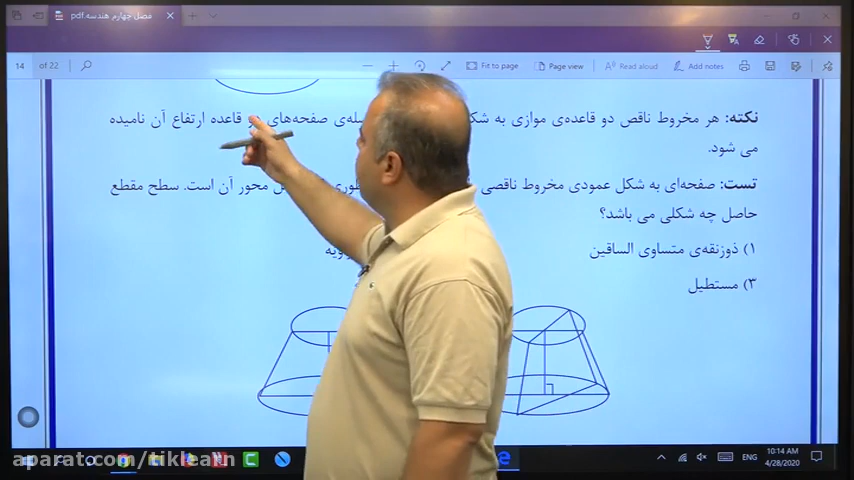 فصل چهارم هندسه.pdf
14 of 22
Fit to page
Page view
Read aloud
Add notes
نکته: هر مخروط ناقص دو قاعده‌ی موازی به صفحه‌های قاعده ارتفاع آن نامیده
می شود.
تست: صفحه‌ای به شکل عمودی مخروط ناقصی محور آن است. سطح مقطع
حاصل چه شکلی می باشد؟
۱) ذوزنقه‌ی متساوی الساقین
۳) مستطیل
ENG
10:14 AM
4/28/2020
aparat.com/tiklearn